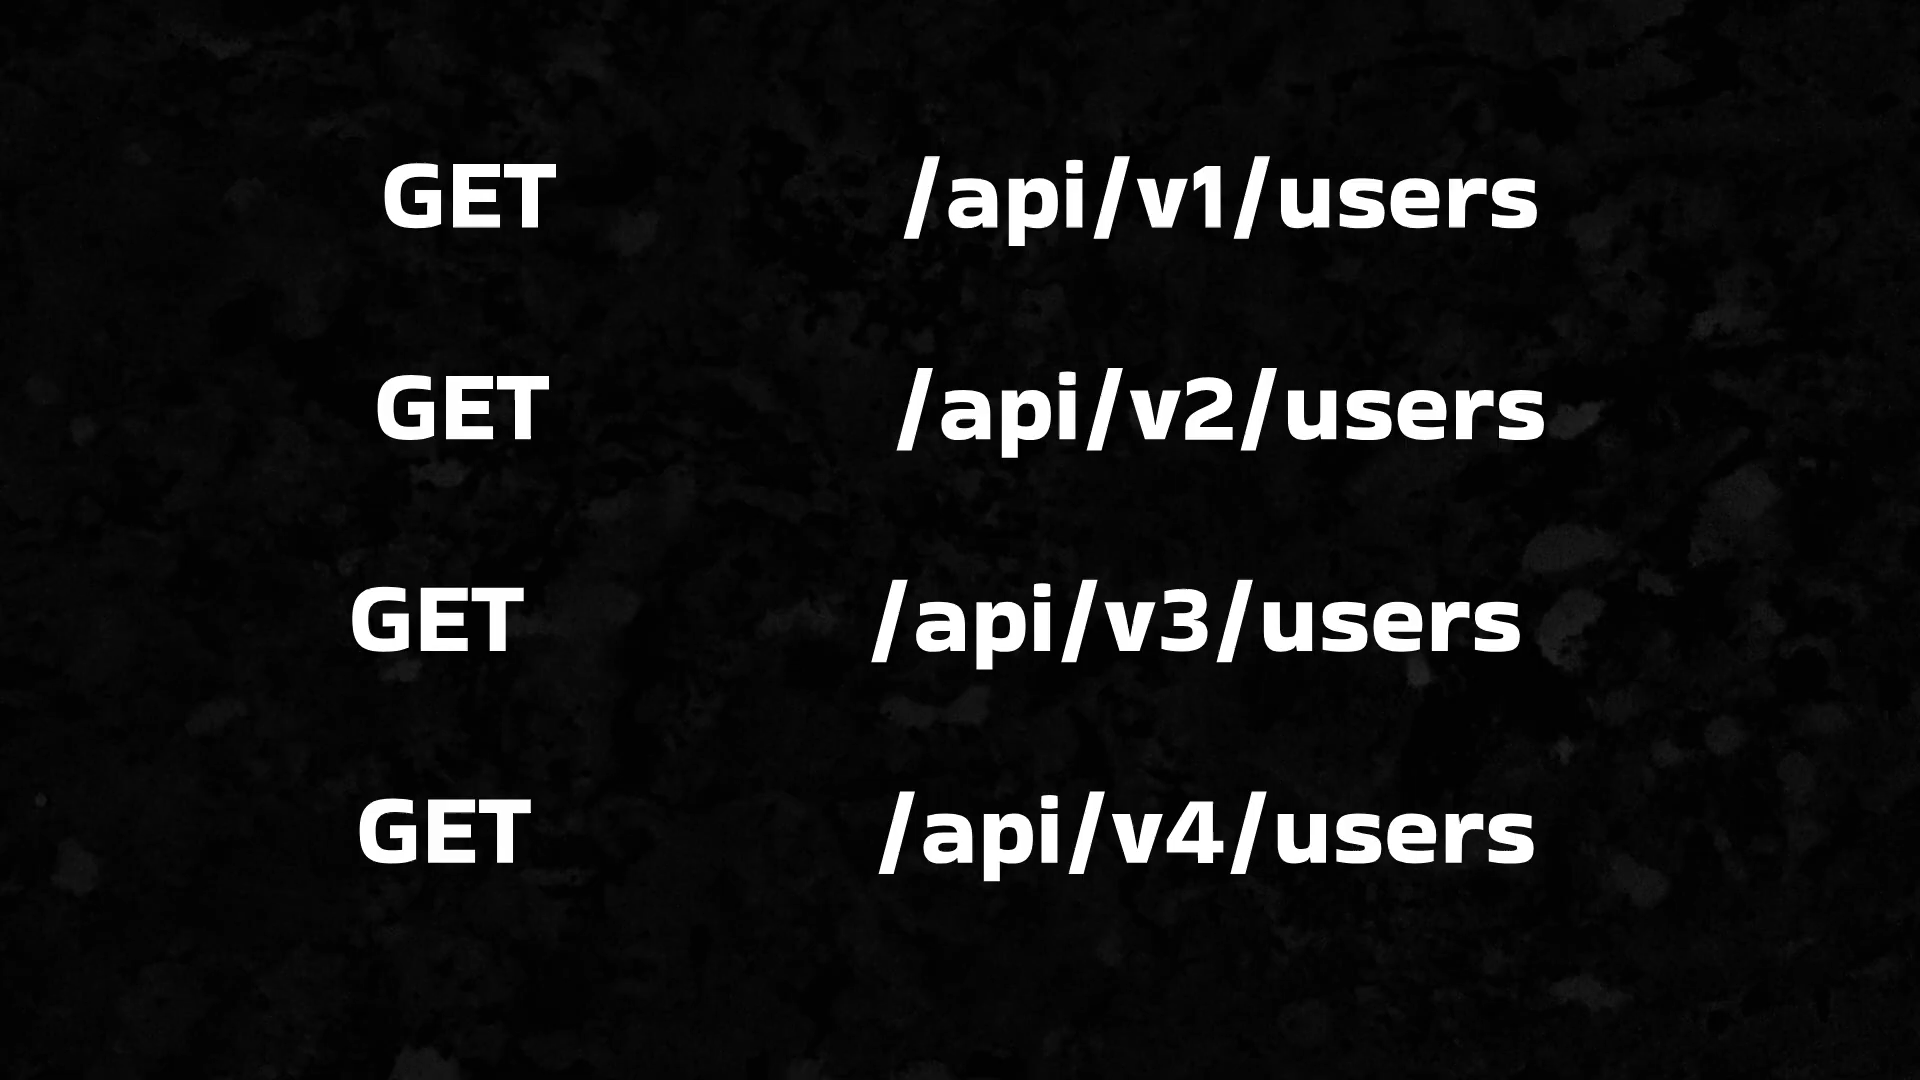 GET /api/v1/users
GET /api/v2/users
GET /api/v3/users
GET /api/v4/users